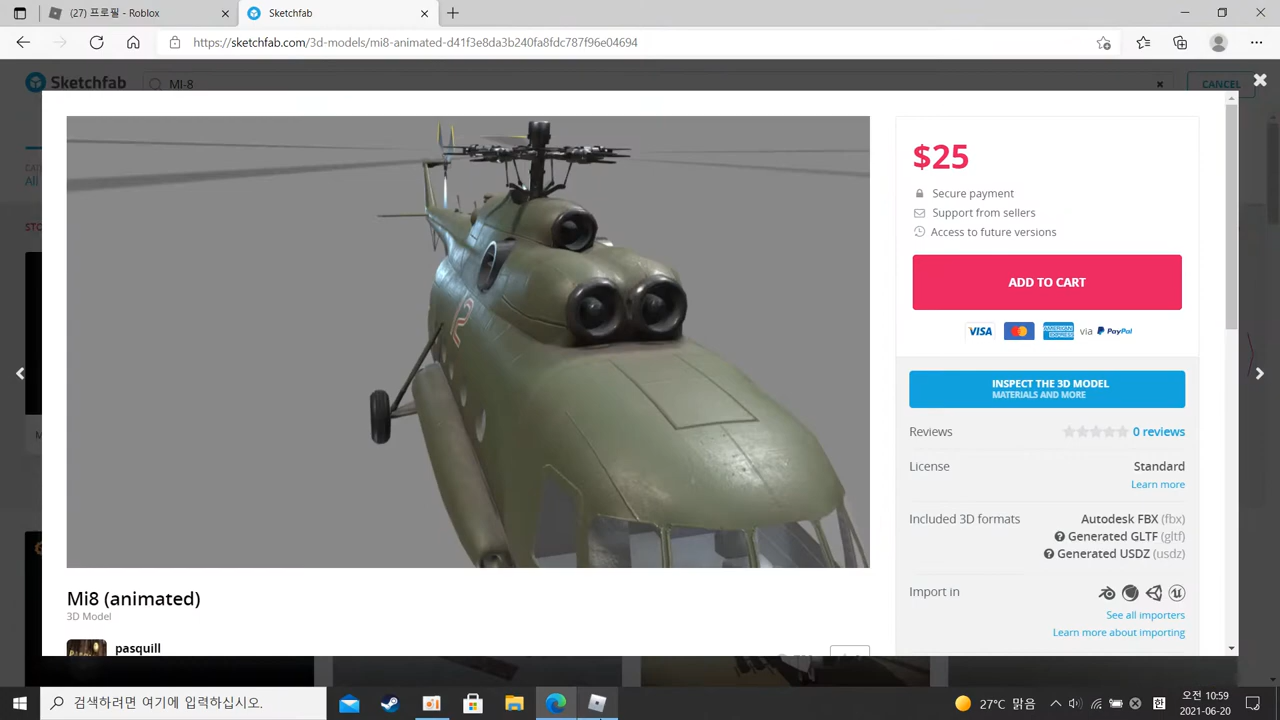 (27) 프로필 - Roblox
Sketchfab
https://sketchfab.com/3d-models/mi8-animated-d41f3e8da3b240fa8fdc787f96e04694
Sketchfab
MI-8
CANCEL
All
$25
Secure payment
Support from sellers
Access to future versions
ADD TO CART
VISA
AMERICAN EXPRESS
via PayPal
INSPECT THE 3D MODEL
MATERIALS AND MORE
Reviews
0 reviews
License
Standard
Learn more
Included 3D formats
Autodesk FBX (fbx)
Generated GLTF (gltf)
Generated USDZ (usdz)
Import in
See all importers
Learn more about importing
Mi8 (animated)
3D Model
pasquill
검색하려면 여기에 입력하십시오.
27°C 맑음
한
오전 10:59
2021-06-20